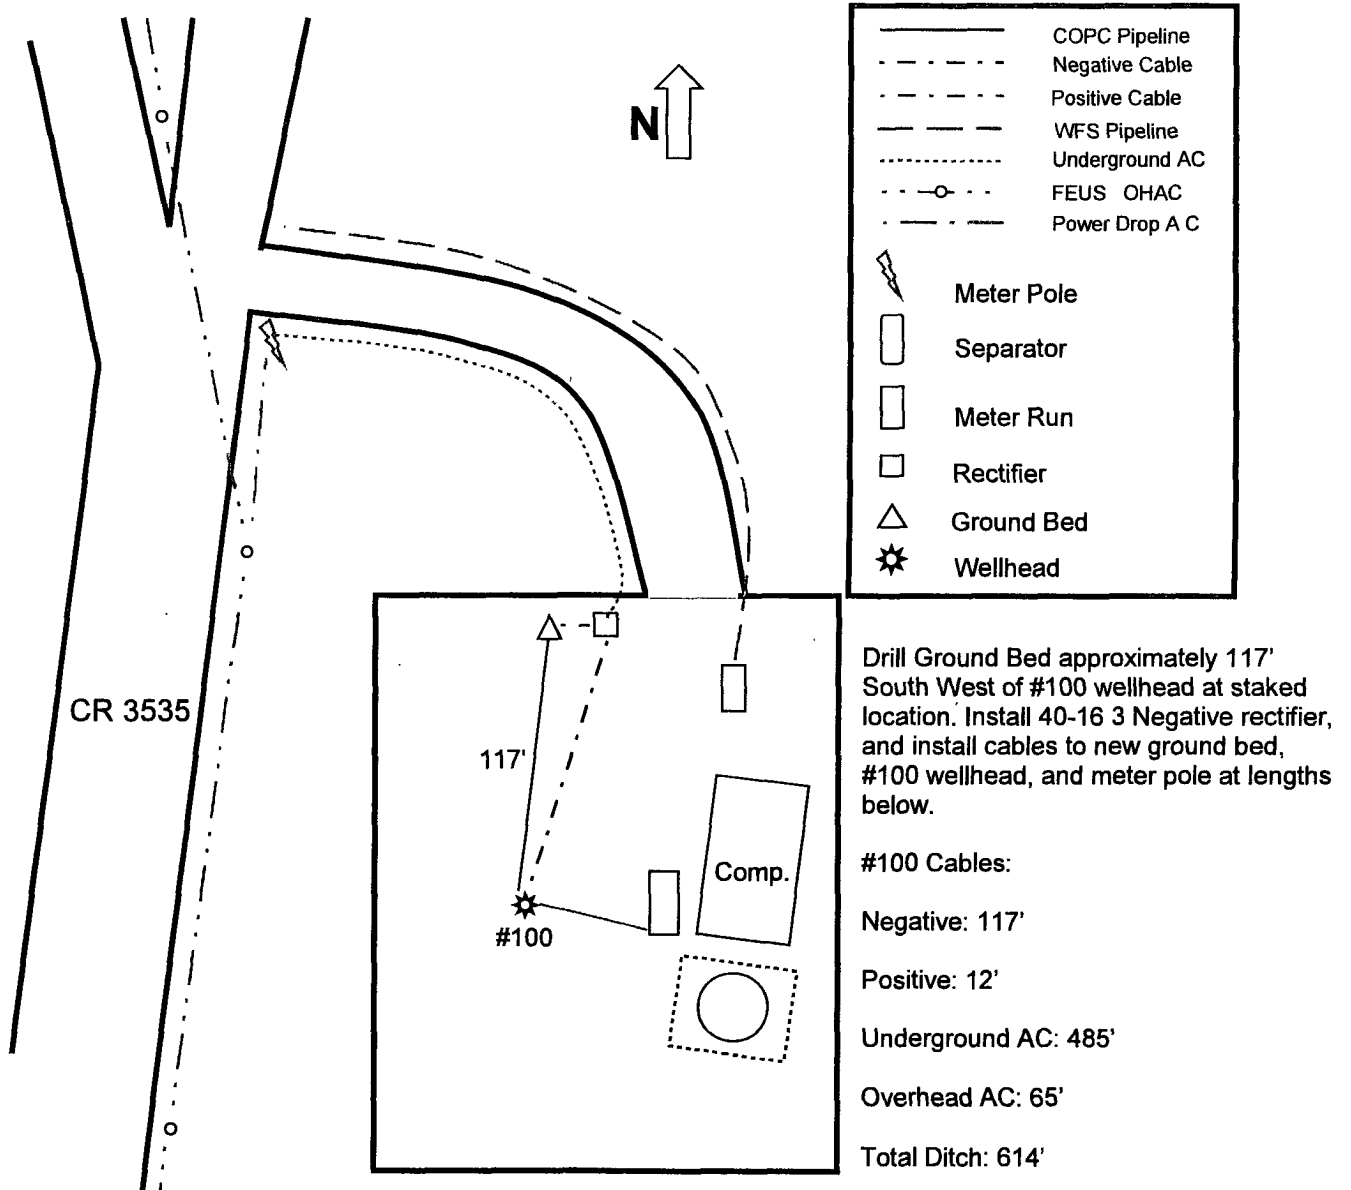 N
COPC Pipeline
Negative Cable
Positive Cable
WFS Pipeline
Underground AC
FEUS OHAC
Power Drop A C
Meter Pole
Separator
Meter Run
Rectifier
Ground Bed
Wellhead
CR 3535
117'
#100
Comp.
Drill Ground Bed approximately 117'
South West of #100 wellhead at staked
location. Install 40-16 3 Negative rectifier,
and install cables to new ground bed,
#100 wellhead, and meter pole at lengths
below.
#100 Cables:
Negative: 117'
Positive: 12'
Underground AC: 485'
Overhead AC: 65'
Total Ditch: 614'